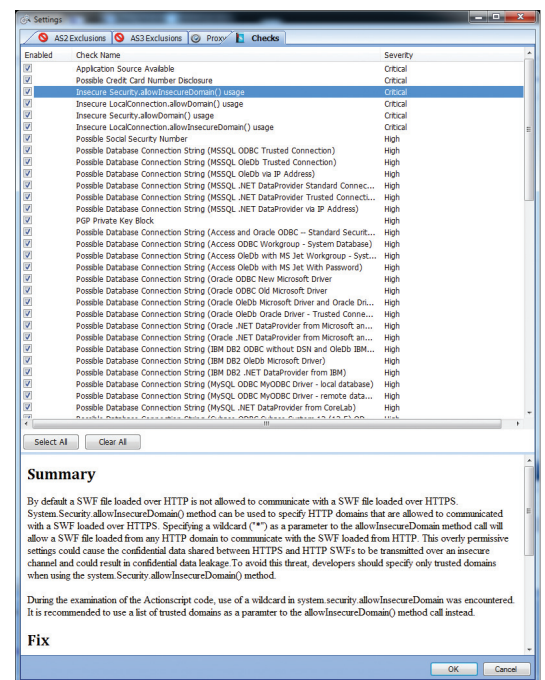 Settings
AS2 Exclusions AS3 Exclusions Proxy Checks
Enabled Check Name Severity
Application Source Available Critical
Possible Credit Card Number Disclosure Critical
Insecure Security.allowInsecureDomain() usage Critical
Insecure LocalConnection.allowDomain() usage Critical
Insecure Security.allowDomain() usage Critical
Insecure LocalConnection.allowInsecureDomain() usage Critical
Possible Social Security Number High
Possible Database Connection String (MSSQL ODBC Trusted Connection) High
Possible Database Connection String (MSSQL OleDb Trusted Connection) High
Possible Database Connection String (MSSQL OleDb via IP Address) High
Possible Database Connection String (MSSQL .NET DataProvider Standard Connec... High
Possible Database Connection String (MSSQL .NET DataProvider Trusted Connecti... High
Possible Database Connection String (MSSQL .NET DataProvider via IP Address) High
PGP Private Key Block High
Possible Database Connection String (Access and Oracle ODBC -- Standard Securit... High
Possible Database Connection String (Access ODBC Workgroup - System Database) High
Possible Database Connection String (Access OleDb with MS Jet Workgroup - Syst... High
Possible Database Connection String (Access OleDb with MS Jet With Password) High
Possible Database Connection String (Oracle ODBC New Microsoft Driver High
Possible Database Connection String (Oracle ODBC Old Microsoft Driver High
Possible Database Connection String (Oracle OleDb Microsoft Driver and Oracle Dri... High
Possible Database Connection String (Oracle OleDb Oracle Driver - Trusted Conne... High
Possible Database Connection String (Oracle .NET DataProvider from Microsoft an... High
Possible Database Connection String (Oracle .NET DataProvider from Microsoft an... High
Possible Database Connection String (IBM DB2 ODBC without DSN and OleDb IBM... High
Possible Database Connection String (IBM DB2 OleDb Microsoft Driver) High
Possible Database Connection String (IBM DB2 .NET DataProvider from IBM) High
Possible Database Connection String (MySQL ODBC MyODBC Driver - local database) High
Possible Database Connection String (MySQL ODBC MyODBC Driver - remote data... High
Possible Database Connection String (MySQL .NET DataProvider from CoreLab) High
Select All Clear All
Summary
By default a SWF file loaded over HTTP is not allowed to communicate with a SWF file loaded over HTTPS.
System.Security.allowInsecureDomain() method can be used to specify HTTP domains that are allowed to communicated
with a SWF loaded over HTTPS. Specifying a wildcard ("*") as a parameter to the allowInsecureDomain method call will
allow a SWF file loaded from any HTTP domain to communicate with the SWF loaded from HTTP. This overly permissive
settings could cause the confidential data shared between HTTPS and HTTP SWFs to be transmitted over an insecure
channel and could result in confidential data leakage.To avoid this threat, developers should specify only trusted domains
when using the system.Security.allowInsecureDomain() method.
During the examination of the Actionscript code, use of a wildcard in system.security.allowInsecureDomain was encountered.
It is recommended to use a list of trusted domains as a paramter to the allowInsecureDomain() method call instead.
Fix
OK Cancel